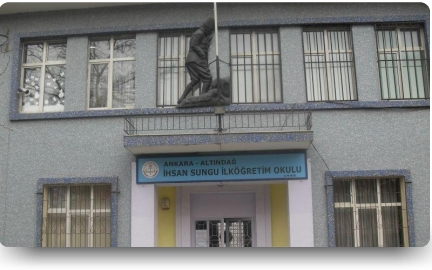 ANKARA - ALTINDAĞ
İHSAN SUNGU İLKÖĞRETİM OKULU